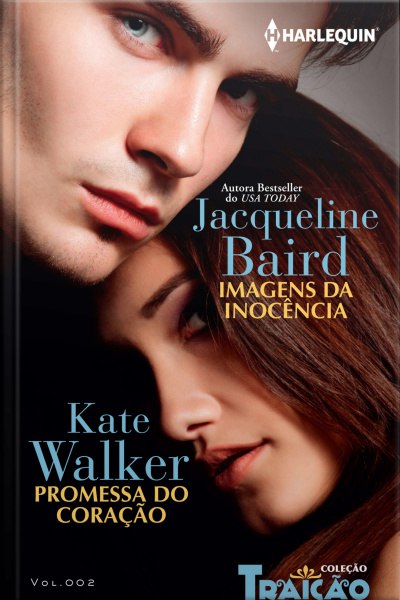 HARLEQUIN
Autora Bestseller
do USA TODAY
Jacqueline
Baird
IMAGENS DA
INOCÊNCIA
Kate
Walker
PROMESSA DO
CORAÇÃO
VOL.002
COLEÇÃO
TRAIÇÃO